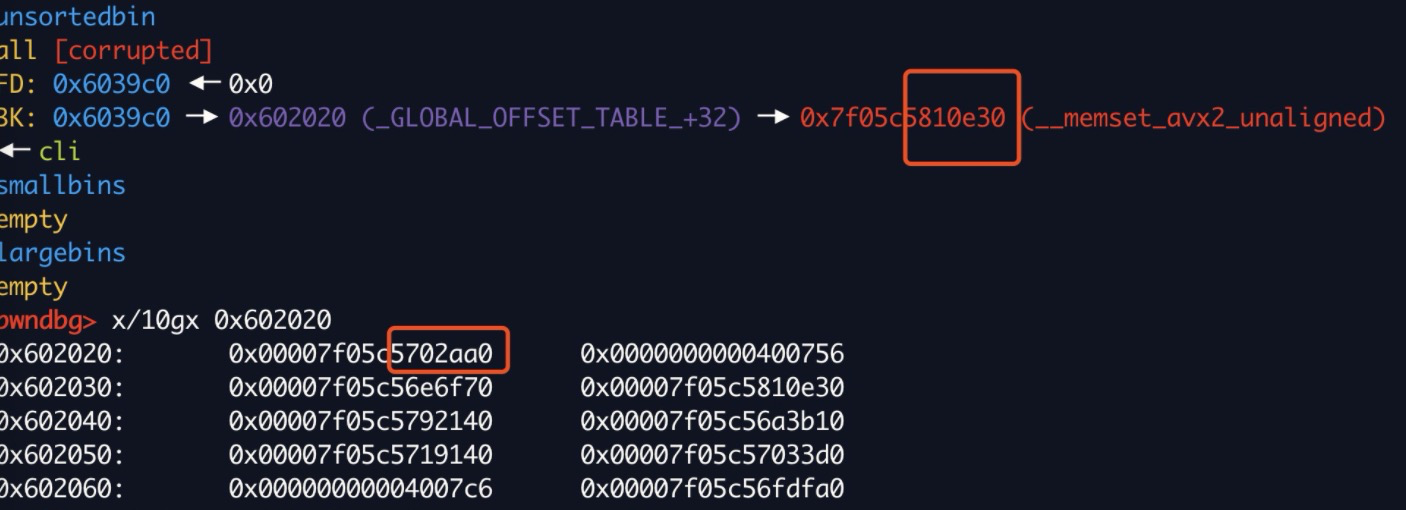 unsortedbin
all [corrupted]
FD: 0x6039c0 ◂— 0x0
BK: 0x6039c0 —▸ 0x602020 (_GLOBAL_OFFSET_TABLE_+32) —▸ 0x7f05c5810e30 (__memset_avx2_unaligned)
◂— cli
smallbins
empty
largebins
empty
pwndbg> x/10gx 0x602020
0x602020: 0x00007f05c5702aa0 0x0000000000400756
0x602030: 0x00007f05c56e6f70 0x00007f05c5810e30
0x602040: 0x00007f05c5792140 0x00007f05c56a3b10
0x602050: 0x00007f05c5719140 0x00007f05c57033d0
0x602060: 0x00000000004007c6 0x00007f05c56fdfa0